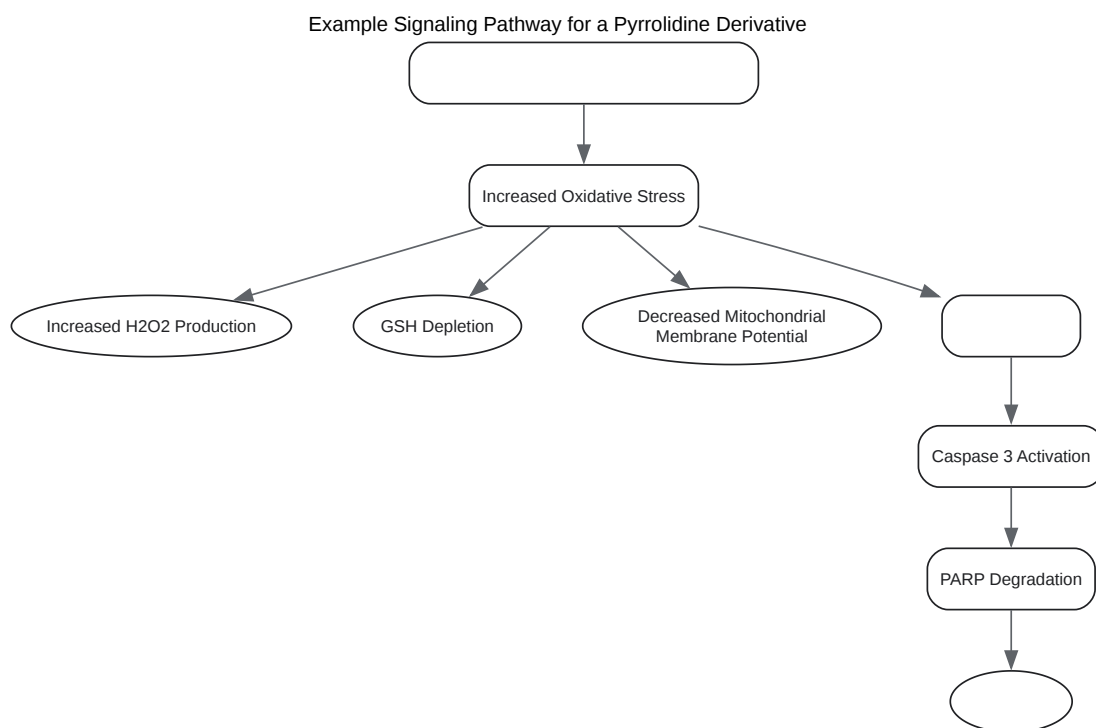 Example Signaling Pathway for a Pyrrolidine Derivative
Increased Oxidative Stress
Increased H2O2 Production
GSH Depletion
Decreased Mitochondrial
Membrane Potential
Caspase 3 Activation
PARP Degradation